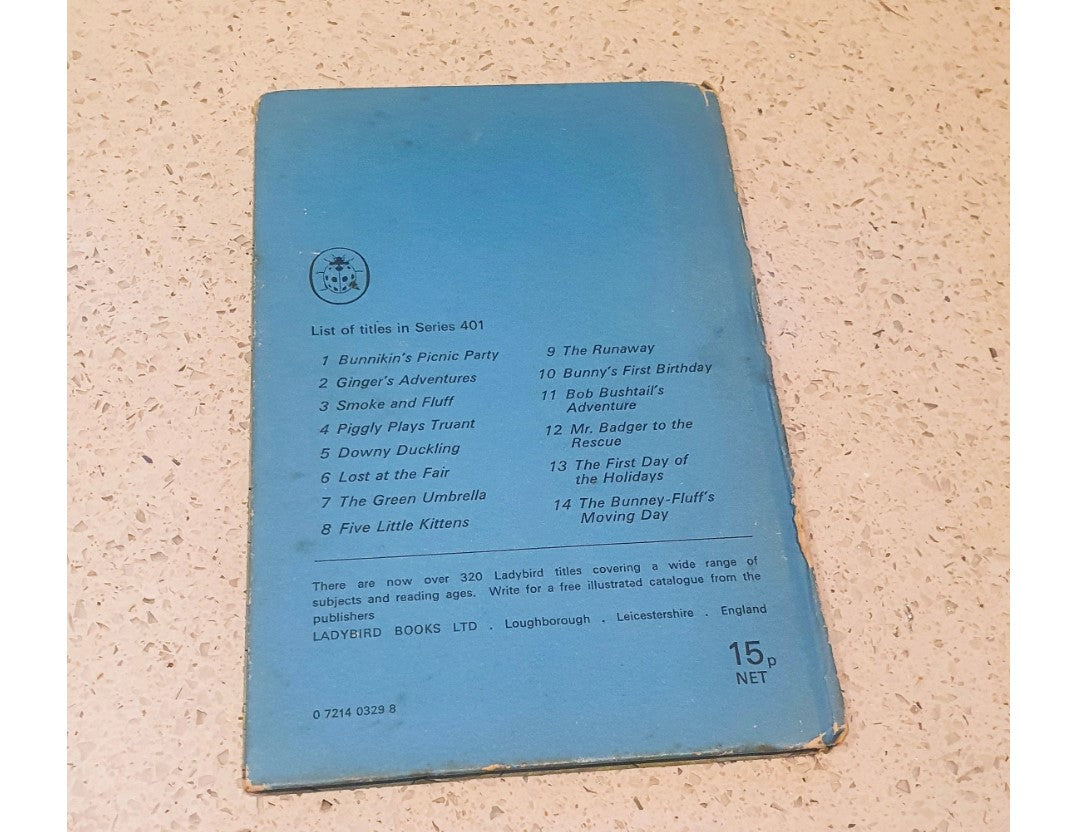 List of titles in Series 401
1 Bunnikin's Picnic Party
2 Ginger's Adventures
3 Smoke and Fluff
4 Piggly Plays Truant
5 Downy Duckling
6 Lost at the Fair
7 The Green Umbrella
8 Five Little Kittens
9 The Runaway
10 Bunny's First Birthday
11 Bob Bushtail's
Adventure
12 Mr. Badger to the
Rescue
13 The First Day of
the Holidays
14 The Bunney-Fluff's
Moving Day
There are now over 320 Ladybird titles covering a wide range of
subjects and reading ages. Write for a free illustrated catalogue from the
publishers
LADYBIRD BOOKS LTD . Loughborough . Leicestershire . England
15p
NET
0 7214 0329 8